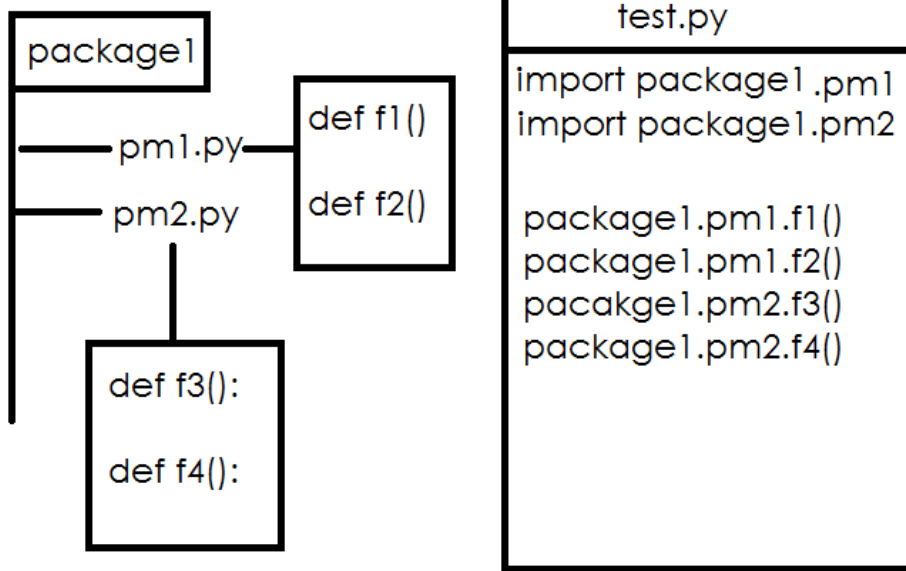 package1
pm1.py
pm2.py
def f1()
def f2()
def f3():
def f4():
test.py
import package1 .pm1
import package1.pm2
package1.pm1.f1()
package1.pm1.f2()
pacakge1.pm2.f3()
package1.pm2.f4()